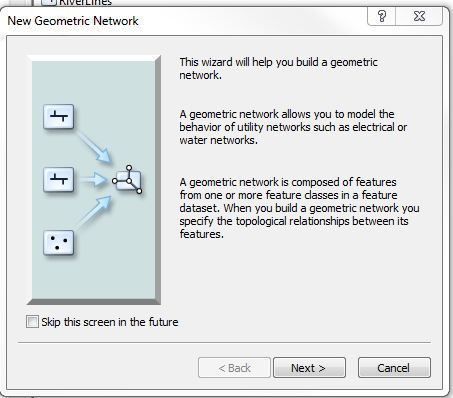 RiverLines
New Geometric Network
This wizard will help you build a geometric
network.
A geometric network allows you to model the
behavior of utility networks such as electrical or
water networks.
A geometric network is composed of features
from one or more feature classes in a feature
dataset. When you build a geometric network you
specify the topological relationships between its
features.
Skip this screen in the future
< Back
Next >
Cancel